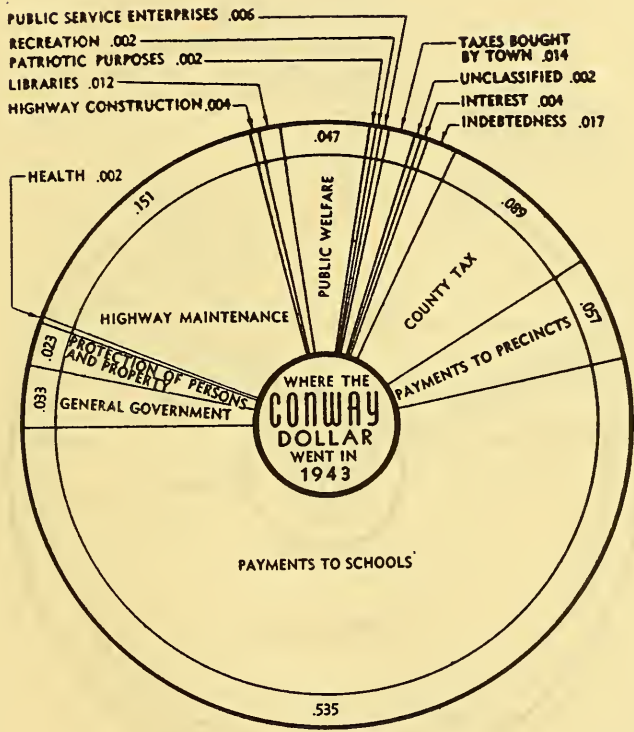 PUBLIC SERVICE ENTERPRISES .006
RECREATION .002
PATRIOTIC PURPOSES .002
LIBRARIES .012
HIGHWAY CONSTRUCTION .004
HEALTH .002
TAXES BOUGHT
BY TOWN .014
UNCLASSIFIED .002
INTEREST .004
INDEBTEDNESS .017
.047
PUBLIC WELFARE
.151
HIGHWAY MAINTENANCE
.089
COUNTY TAX
.057
PAYMENTS TO PRECINCTS
.023
PROTECTION OF PERSONS
AND PROPERTY
.033
GENERAL GOVERNMENT
WHERE THE
CONWAY
DOLLAR
WENT IN
1943
PAYMENTS TO SCHOOLS
.535